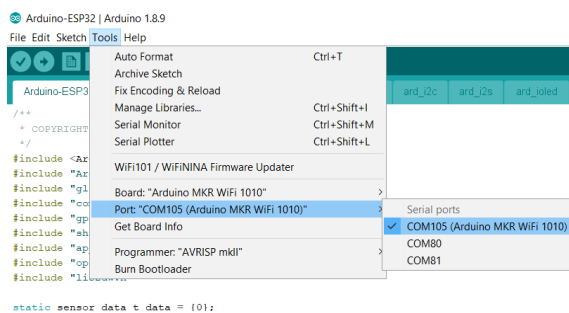 Arduino-ESP32 | Arduino 1.8.9
File Edit Sketch Tools Help
Auto Format Ctrl+T
Archive Sketch
Fix Encoding & Reload
Manage Libraries... Ctrl+Shift+I
Serial Monitor Ctrl+Shift+M
Serial Plotter Ctrl+Shift+L
WiFi101 / WiFiNINA Firmware Updater
Board: "Arduino MKR WiFi 1010"
Port: "COM105 (Arduino MKR WiFi 1010)"
Get Board Info
Programmer: "AVRISP mkII"
Burn Bootloader
Serial ports
COM105 (Arduino MKR WiFi 1010)
COM80
COM81
Arduino-ESP3 ard_i2c ard_i2s ard_ioled
/**
* COPYRIGHT
*/
#include <Ar
#include "Ar
#include "gl
#include "co
#include "gp
#include "sh
#include "ap
#include "op
#include
static sensor_data_t data = {0};